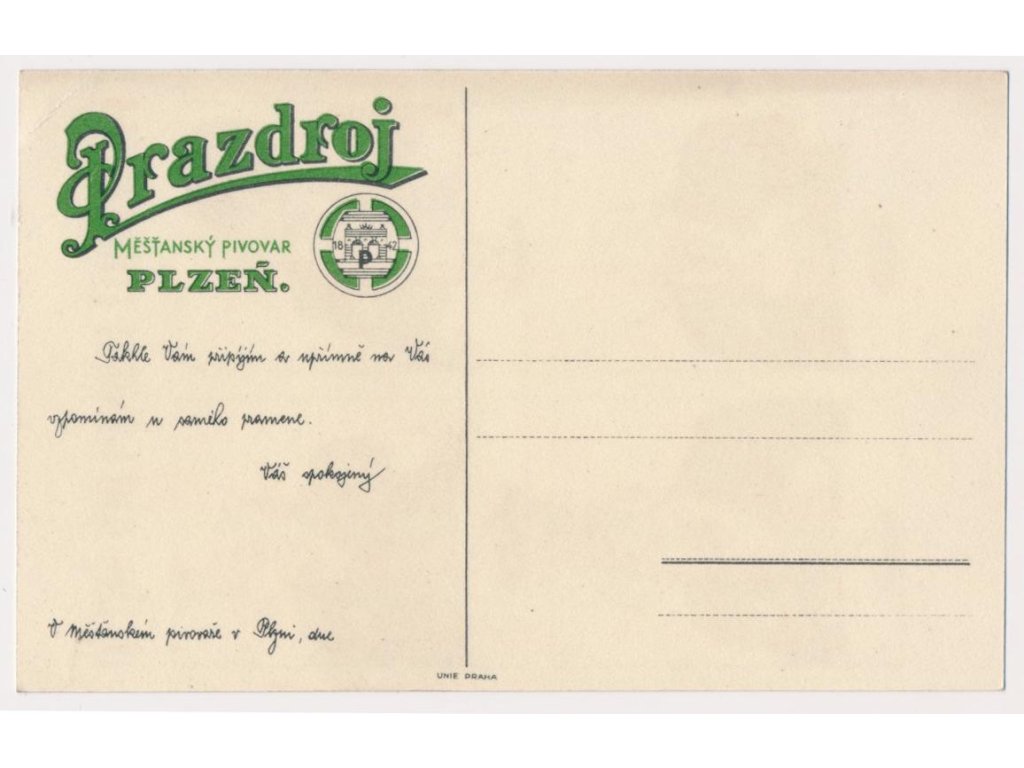 Prazdroj
MĚŠŤANSKÝ PIVOVAR
PLZEŇ.
18 42
P
Takhle Vám připíjím a upřímně na Vás
vzpomínám u samého pramene.
Váš spokojený
V Měšťanském pivovaře v Plzni, dne
UNIE PRAHA